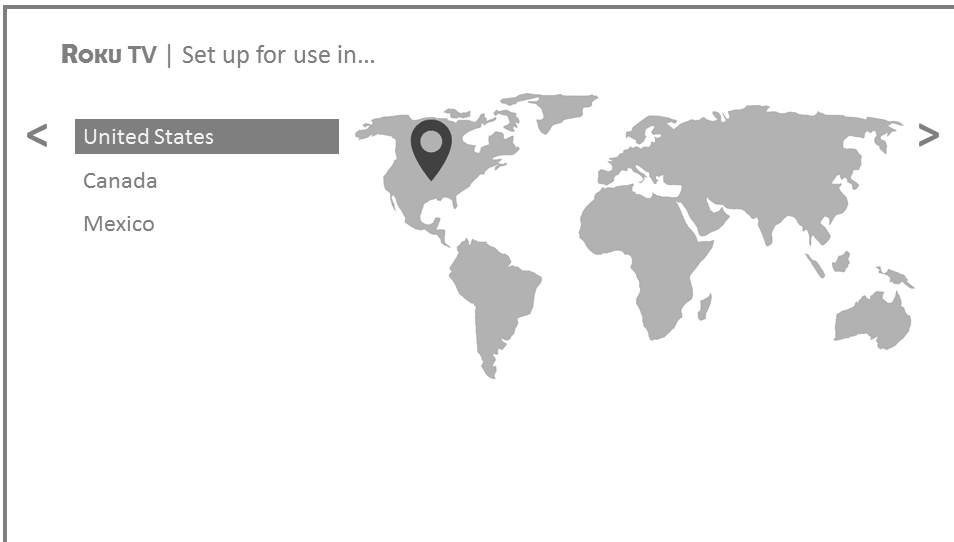 ROKU TV | Set up for use in...
<
United States
>
Canada
Mexico